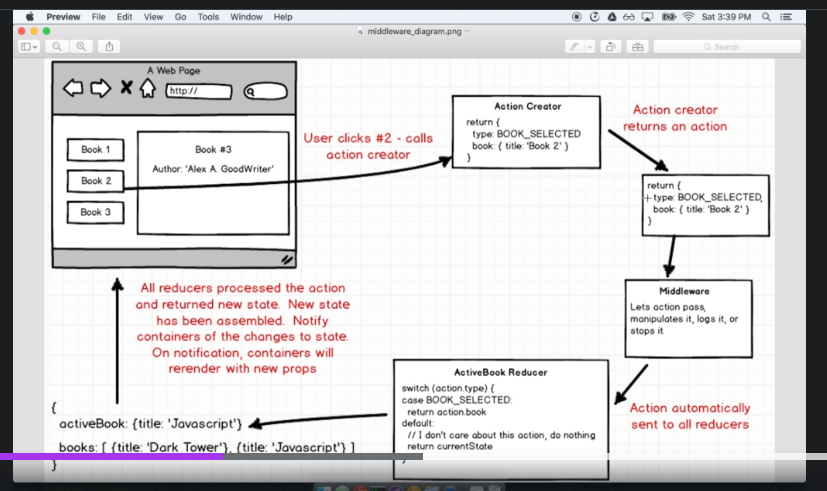 Preview File Edit View Go Tools Window Help
Sat 3:39 PM
middleware_diagram.png
Search
A Web Page
http://
Book 1
Book 2
Book 3
Book #3
Author: 'Alex A. GoodWriter'
User clicks #2 - calls
action creator
Action Creator
return {
type: BOOK_SELECTED
book: { title: 'Book 2' }
}
Action creator
returns an action
return {
type: BOOK_SELECTED,
book: { title: 'Book 2' }
}
Middleware
Lets action pass,
manipulates it, logs it, or
stops it
Action automatically
sent to all reducers
ActiveBook Reducer
switch (action.type) {
case BOOK_SELECTED:
return action.book
default:
// I don't care about this action, do nothing
return currentState
}
All reducers processed the action
and returned new state. New state
has been assembled. Notify
containers of the changes to state.
On notification, containers will
rerender with new props
{
activeBook: {title: 'Javascript'}
books: [ {title: 'Dark Tower'}, {title: 'Javascript'} ]
}